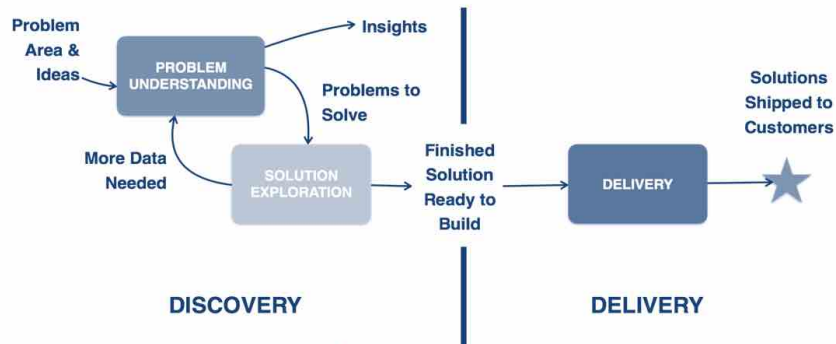 Problem
Area &
Ideas
PROBLEM
UNDERSTANDING
Insights
Problems to
Solve
More Data
Needed
SOLUTION
EXPLORATION
Finished
Solution
Ready to
Build
DELIVERY
Solutions
Shipped to
Customers
DISCOVERY
DELIVERY